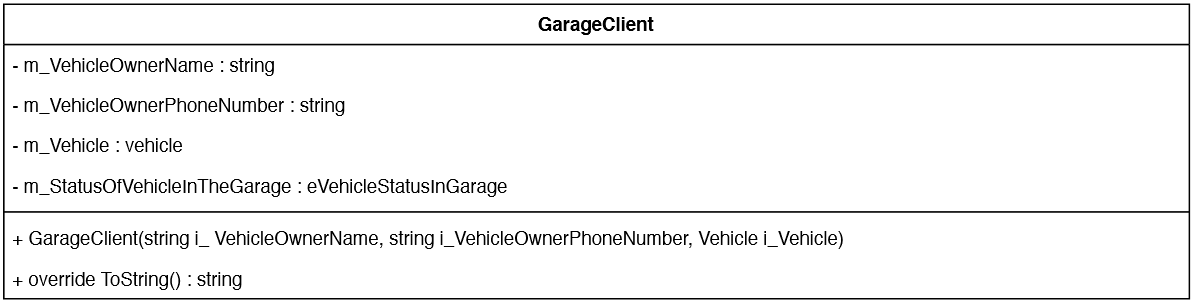 GarageClient
- m_VehicleOwnerName : string
- m_VehicleOwnerPhoneNumber : string
- m_Vehicle : vehicle
- m_StatusOfVehicleInTheGarage : eVehicleStatusInGarage
+ GarageClient(string i_ VehicleOwnerName, string i_VehicleOwnerPhoneNumber, Vehicle i_Vehicle)
+ override ToString() : string